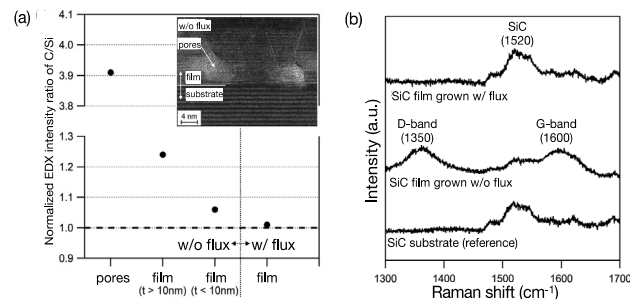 (a)
Normalized EDX intensity ratio of C/Si
4.1
4.0
3.9
3.8
1.3
1.2
1.1
1.0
0.9
w/o flux
pores
film
substrate
4 nm
w/o flux
w/ flux
pores
film
(t > 10nm)
film
(t < 10nm)
film
(b)
Intensity (a.u.)
SiC
(1520)
SiC film grown w/ flux
D-band
(1350)
G-band
(1600)
SiC film grown w/o flux
SiC substrate (reference)
1300
1400
1500
1600
1700
Raman shift (cm-1)